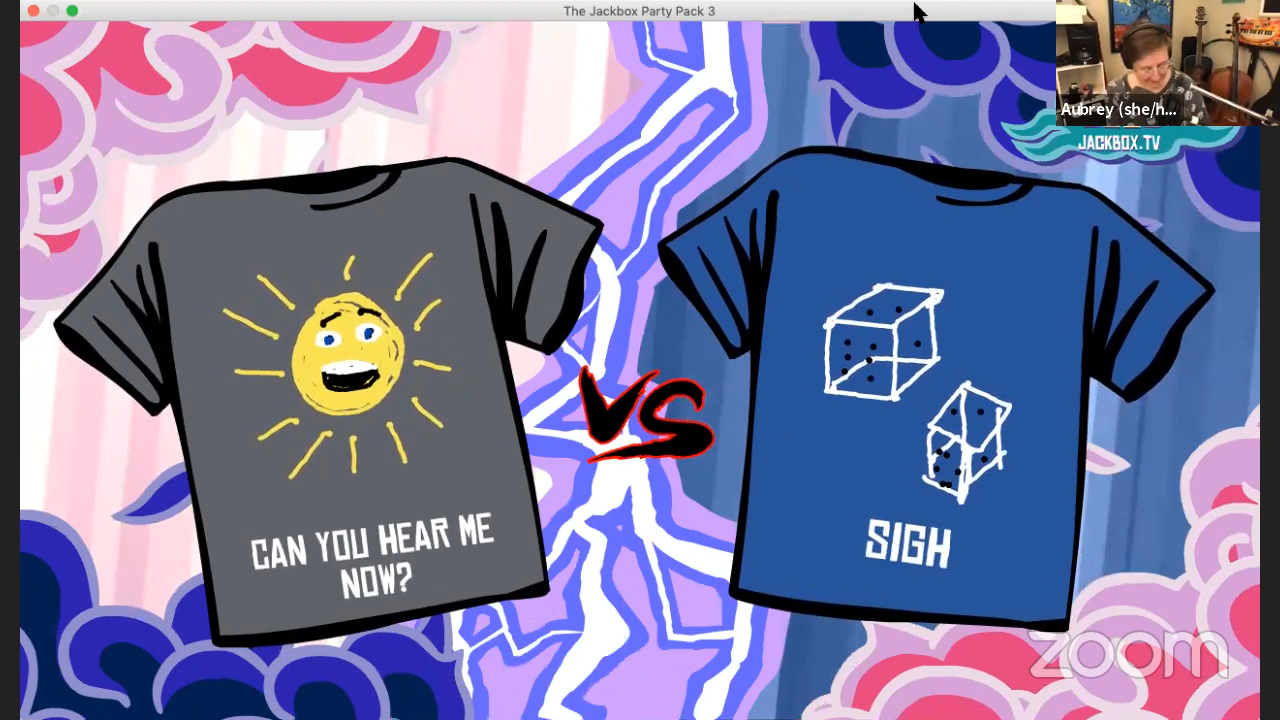 The Jackbox Party Pack 3
Aubrey (she/h...
JACKBOX.TV
CAN YOU HEAR ME
NOW?
VS
SIGH
zoom